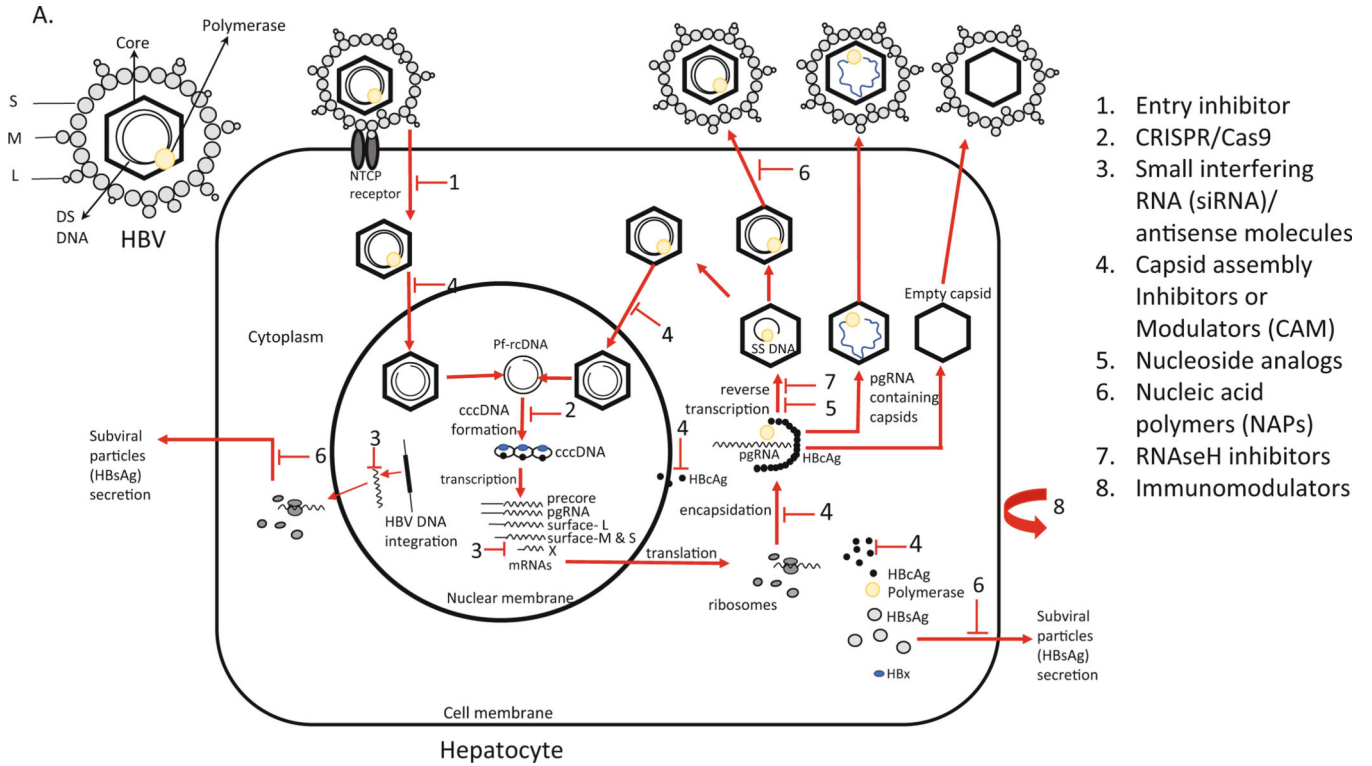 A.
Polymerase
Core
S
M
L
DS
DNA
HBV
NTCP
receptor
1
6
4
4
Cytoplasm
Pf-rcDNA
cccDNA
formation
2
cccDNA
transcription
precore
pgRNA
surface- L
surface-M & S
X
mRNAs
3
3
HBV DNA
integration
Nuclear membrane
Subviral
particles
(HBsAg)
secretion
6
Empty capsid
SS DNA
reverse
transcription
7
5
pgRNA
containing
capsids
pgRNA
HBcAg
4
HBcAg
encapsidation
4
translation
ribosomes
4
HBcAg
Polymerase
HBsAg
HBx
6
Subviral
particles
(HBsAg)
secretion
8
Cell membrane
Hepatocyte
1. Entry inhibitor
2. CRISPR/Cas9
3. Small interfering
RNA (siRNA)/
antisense molecules
4. Capsid assembly
Inhibitors or
Modulators (CAM)
5. Nucleoside analogs
6. Nucleic acid
polymers (NAPs)
7. RNAseH inhibitors
8. Immunomodulators